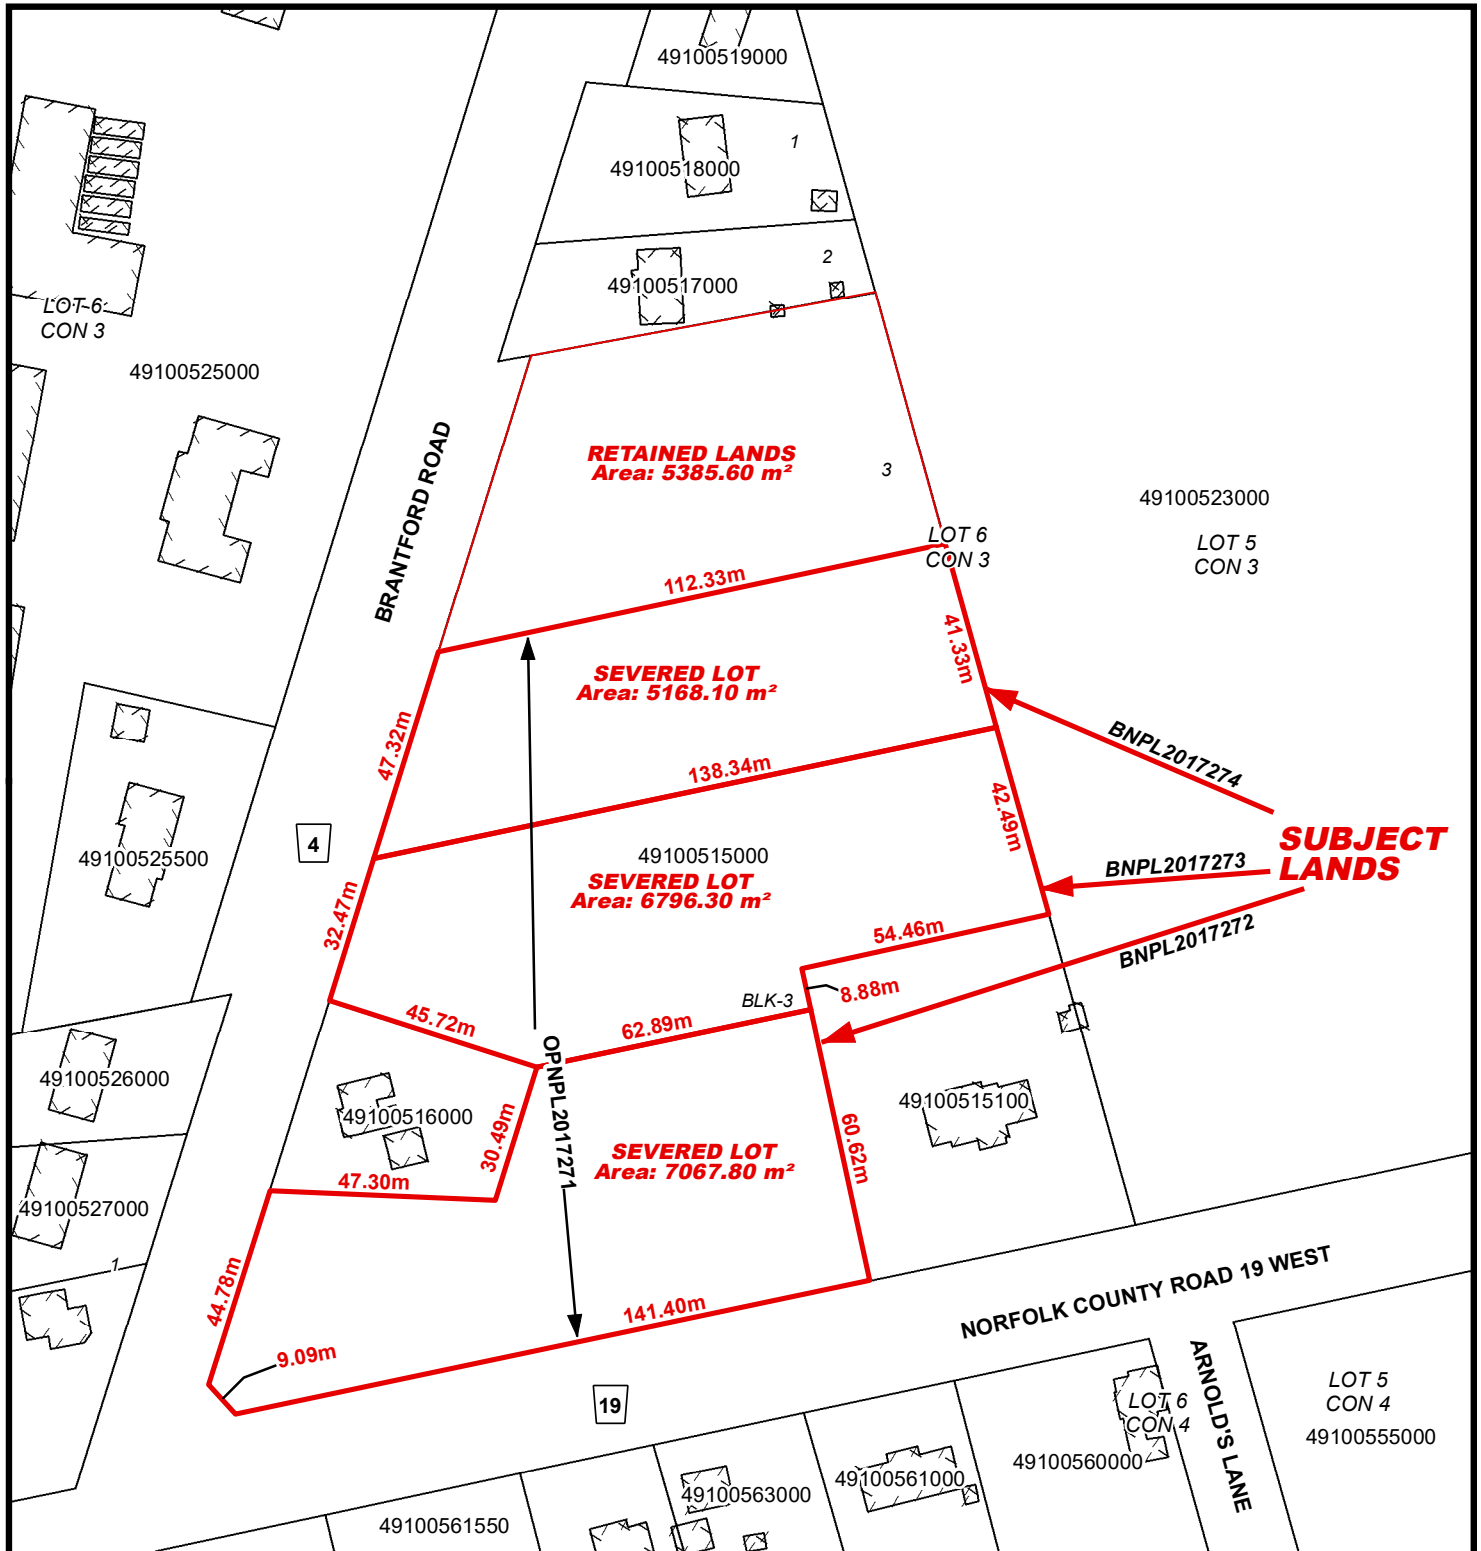 49100519000
1
49100518000
2
49100517000
LOT 6
CON 3
49100525000
BRANTFORD ROAD
RETAINED LANDS
Area: 5385.60 m²
3
49100523000
LOT 6
CON 3
LOT 5
CON 3
112.33m
41.33m
SEVERED LOT
Area: 5168.10 m²
47.32m
BNPL2017274
138.34m
42.49m
4
49100525500
49100515000
SEVERED LOT
Area: 6796.30 m²
SUBJECT
LANDS
BNPL2017273
32.47m
54.46m
BNPL2017272
BLK-3
8.88m
45.72m
62.89m
OPNPL2017271
49100526000
49100516000
49100515100
30.49m
60.62m
SEVERED LOT
Area: 7067.80 m²
47.30m
49100527000
1
44.78m
141.40m
NORFOLK COUNTY ROAD 19 WEST
9.09m
19
ARNOLD'S LANE
LOT 6
CON 4
LOT 5
CON 4
49100555000
49100560000
49100561000
49100563000
49100561550